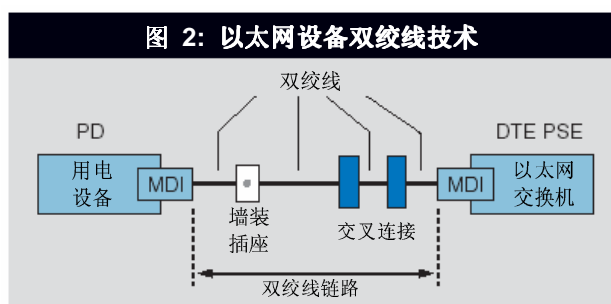 图 2: 以太网设备双绞线技术
双绞线
PD
DTE PSE
用电
设备
MDI
MDI
以太网
交换机
墙装
插座
交叉连接
双绞线链路